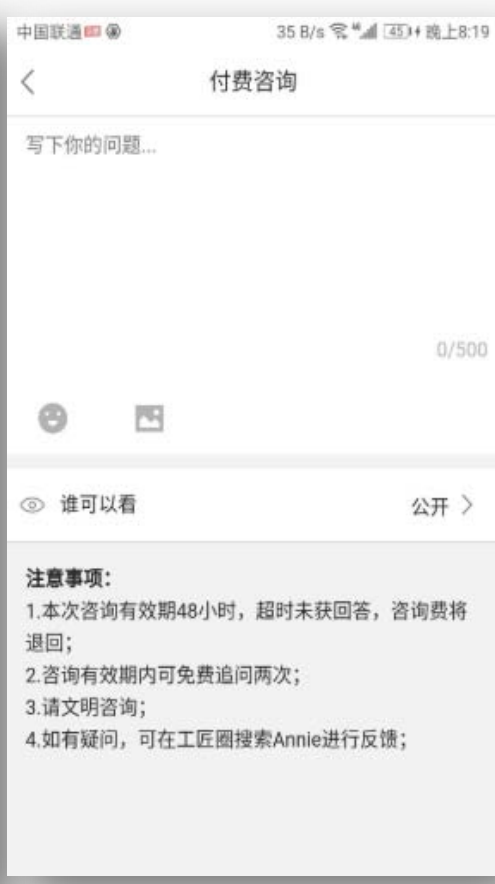 中国联通 35 B/s 45 晚上8:19
付费咨询
写下你的问题...
0/500
谁可以看 公开
注意事项：
1.本次咨询有效期48小时，超时未获回答，咨询费将
退回；
2.咨询有效期内可免费追问两次；
3.请文明咨询；
4.如有疑问，可在工匠圈搜索Annie进行反馈；